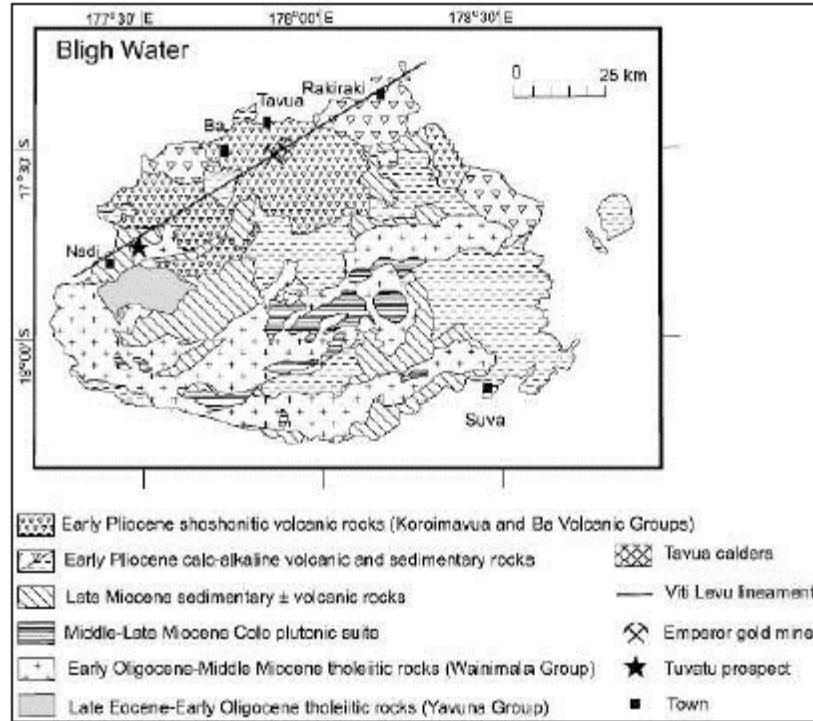 177°30' E
178°00' E
178°30' E
Bligh Water
0
25 km
Rakiraki
Tavua
Ba
17°30' S
Nadi
18°00' S
Suva
Early Pliocene shoshonitic volcanic rocks (Koroimavua and Ba Volcanic Groups)
Early Pliocene calc-alkaline volcanic and sedimentary rocks
Tavua caldera
Late Miocene sedimentary ± volcanic rocks
Viti Levu lineament
Middle-Late Miocene Colo plutonic suite
Emperor gold mine
Early Oligocene-Middle Miocene tholeiitic rocks (Wainimala Group)
Tuvatu prospect
Late Eocene-Early Oligocene tholeiitic rocks (Yavuna Group)
Town